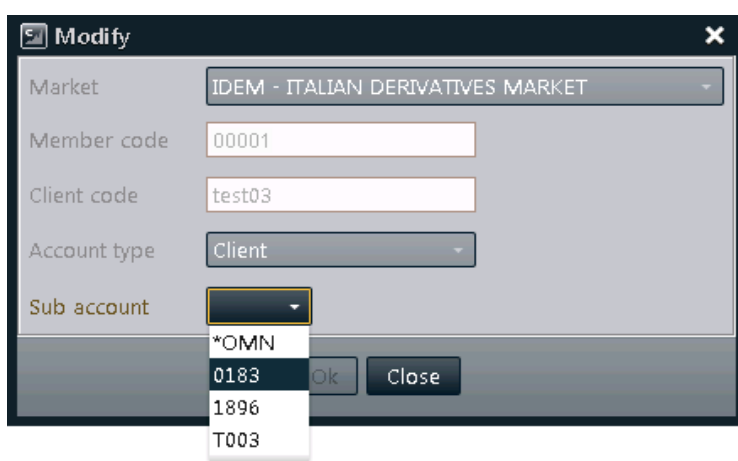 Modify
Market IDEM - ITALIAN DERIVATIVES MARKET
Member code 00001
Client code test03
Account type Client
Sub account
*OMN
0183 Ok Close
1896
T003